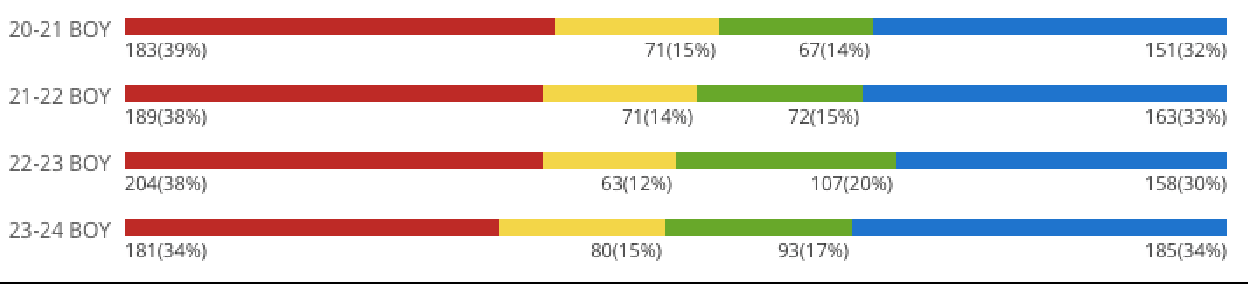 20-21 BOY
183(39%) 71(15%) 67(14%) 151(32%)
21-22 BOY
189(38%) 71(14%) 72(15%) 163(33%)
22-23 BOY
204(38%) 63(12%) 107(20%) 158(30%)
23-24 BOY
181(34%) 80(15%) 93(17%) 185(34%)